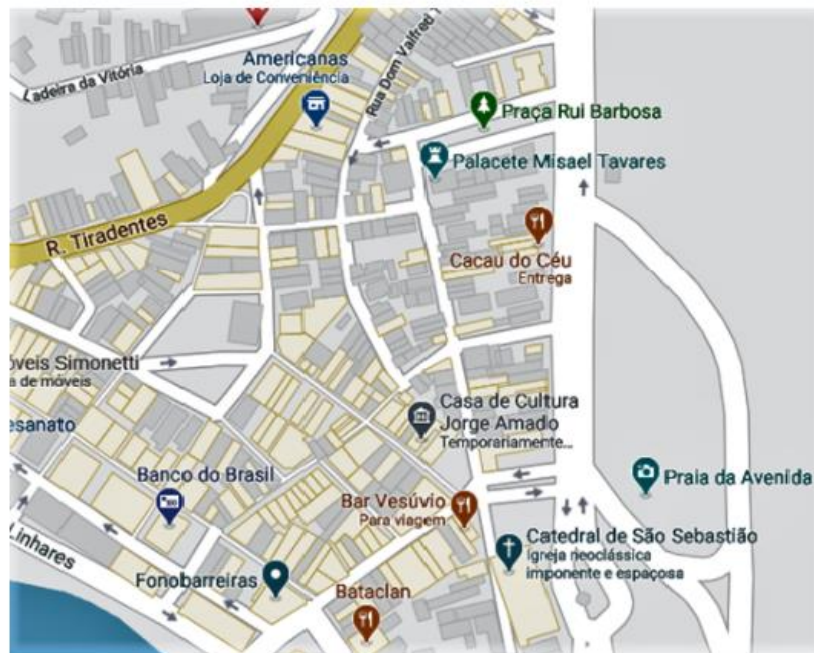 Ladeira da Vitória
Americanas
Loja de Conveniência
Rua Dom Valfred T
Praça Rui Barbosa
Palacete Misael Tavares
R. Tiradentes
Cacau do Céu
Entrega
óveis Simonetti
a de móveis
esanato
Casa de Cultura
Jorge Amado
Temporariamente...
Banco do Brasil
Praia da Avenida
Bar Vesúvio
Para viagem
Linhares
Catedral de São Sebastião
Igreja neoclássica
imponente e espaçosa
Fonobarreiras
Bataclan